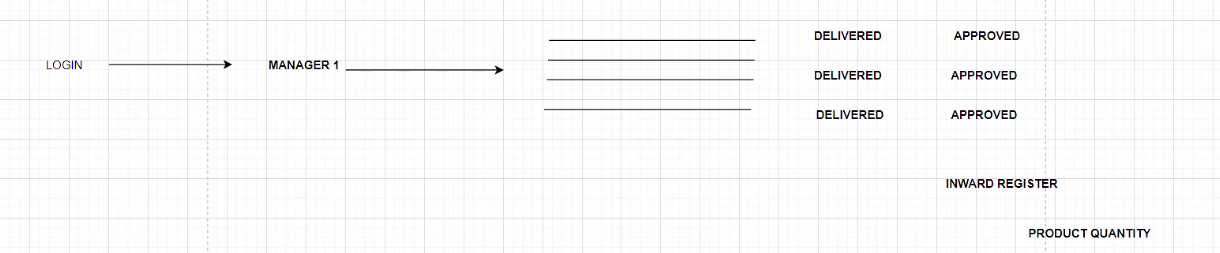 DELIVERED APPROVED
LOGIN MANAGER 1
DELIVERED APPROVED
DELIVERED APPROVED
INWARD REGISTER
PRODUCT QUANTITY